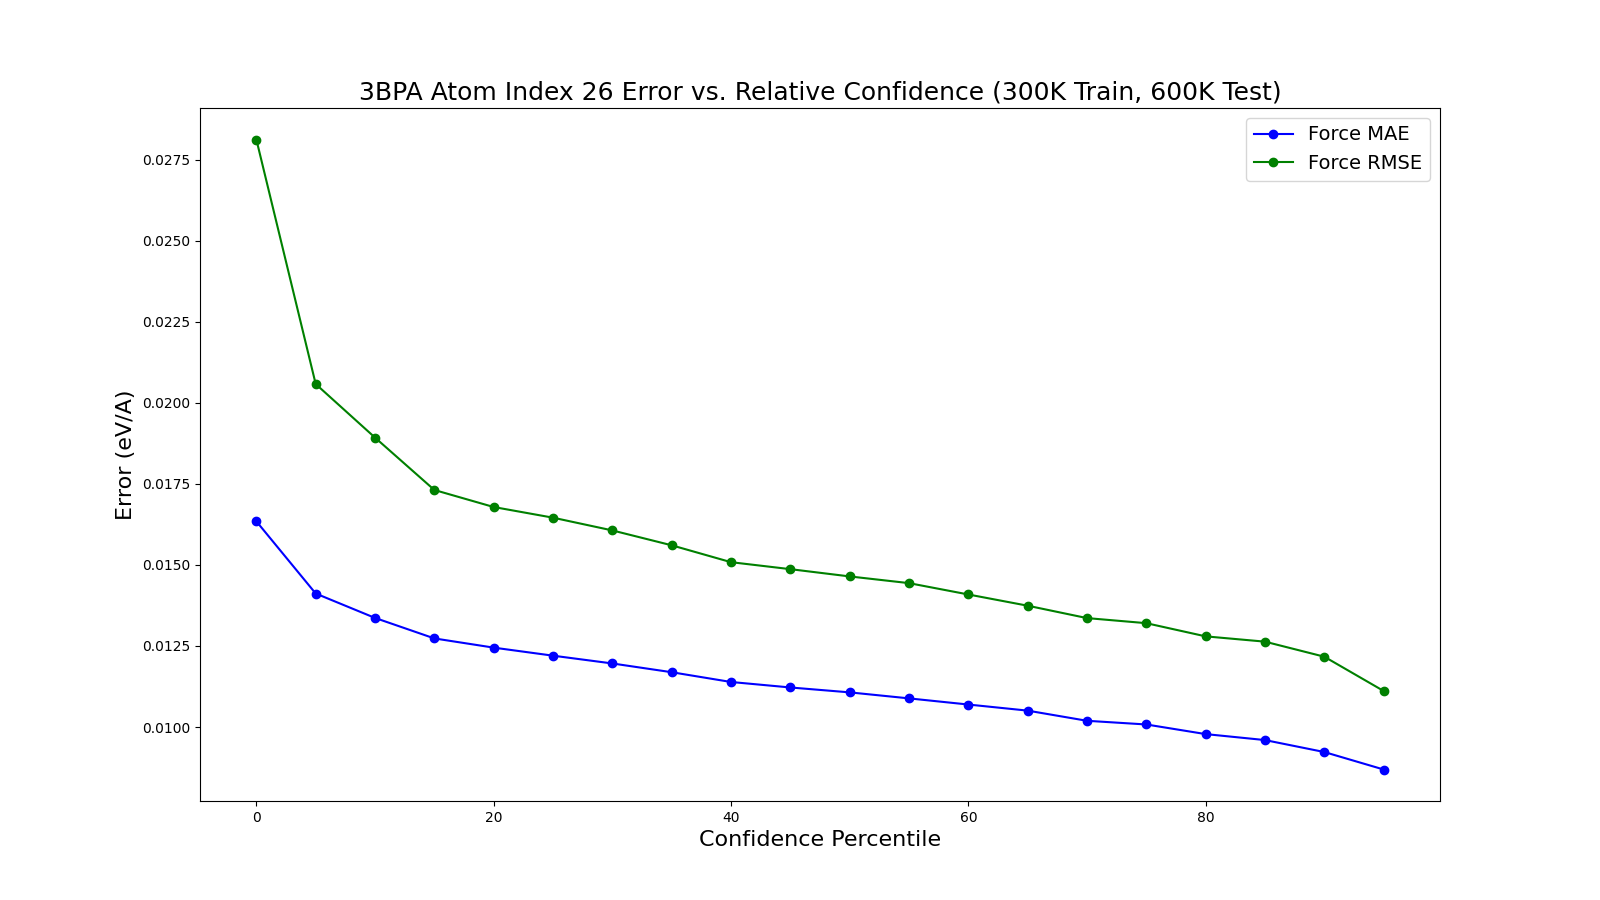 3BPA Atom Index 26 Error vs. Relative Confidence (300K Train, 600K Test)
Force MAE
Force RMSE
Error (eV/A)
0.0275
0.0250
0.0225
0.0200
0.0175
0.0150
0.0125
0.0100
0 20 40 60 80
Confidence Percentile